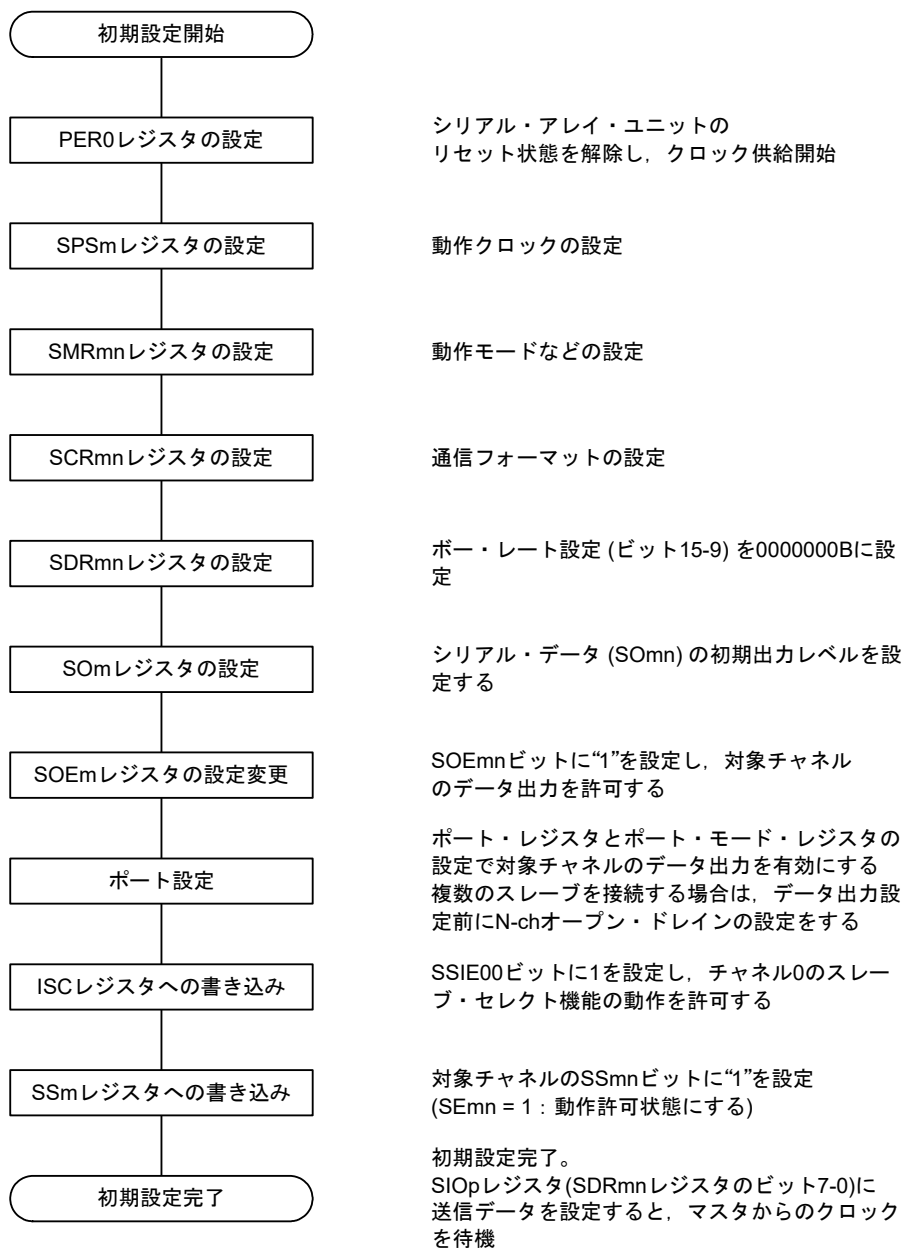 初期設定開始
PER0レジスタの設定
シリアル・アレイ・ユニットの
リセット状態を解除し，クロック供給開始
SPSmレジスタの設定
動作クロックの設定
SMRmnレジスタの設定
動作モードなどの設定
SCRmnレジスタの設定
通信フォーマットの設定
SDRmnレジスタの設定
ボー・レート設定 (ビット15-9) を0000000Bに設
定
SOmレジスタの設定
シリアル・データ (SOmn) の初期出力レベルを設
定する
SOEmレジスタの設定変更
SOEmnビットに“1”を設定し，対象チャネル
のデータ出力を許可する
ポート設定
ポート・レジスタとポート・モード・レジスタの
設定で対象チャネルのデータ出力を有効にする
複数のスレーブを接続する場合は，データ出力設
定前にN-chオープン・ドレインの設定をする
ISCレジスタへの書き込み
SSIE00ビットに1を設定し，チャネル0のスレー
ブ・セレクト機能の動作を許可する
SSmレジスタへの書き込み
対象チャネルのSSmnビットに“1”を設定
(SEmn = 1：動作許可状態にする)
初期設定完了
初期設定完了。
SIOpレジスタ(SDRmnレジスタのビット7-0)に
送信データを設定すると，マスタからのクロック
を待機